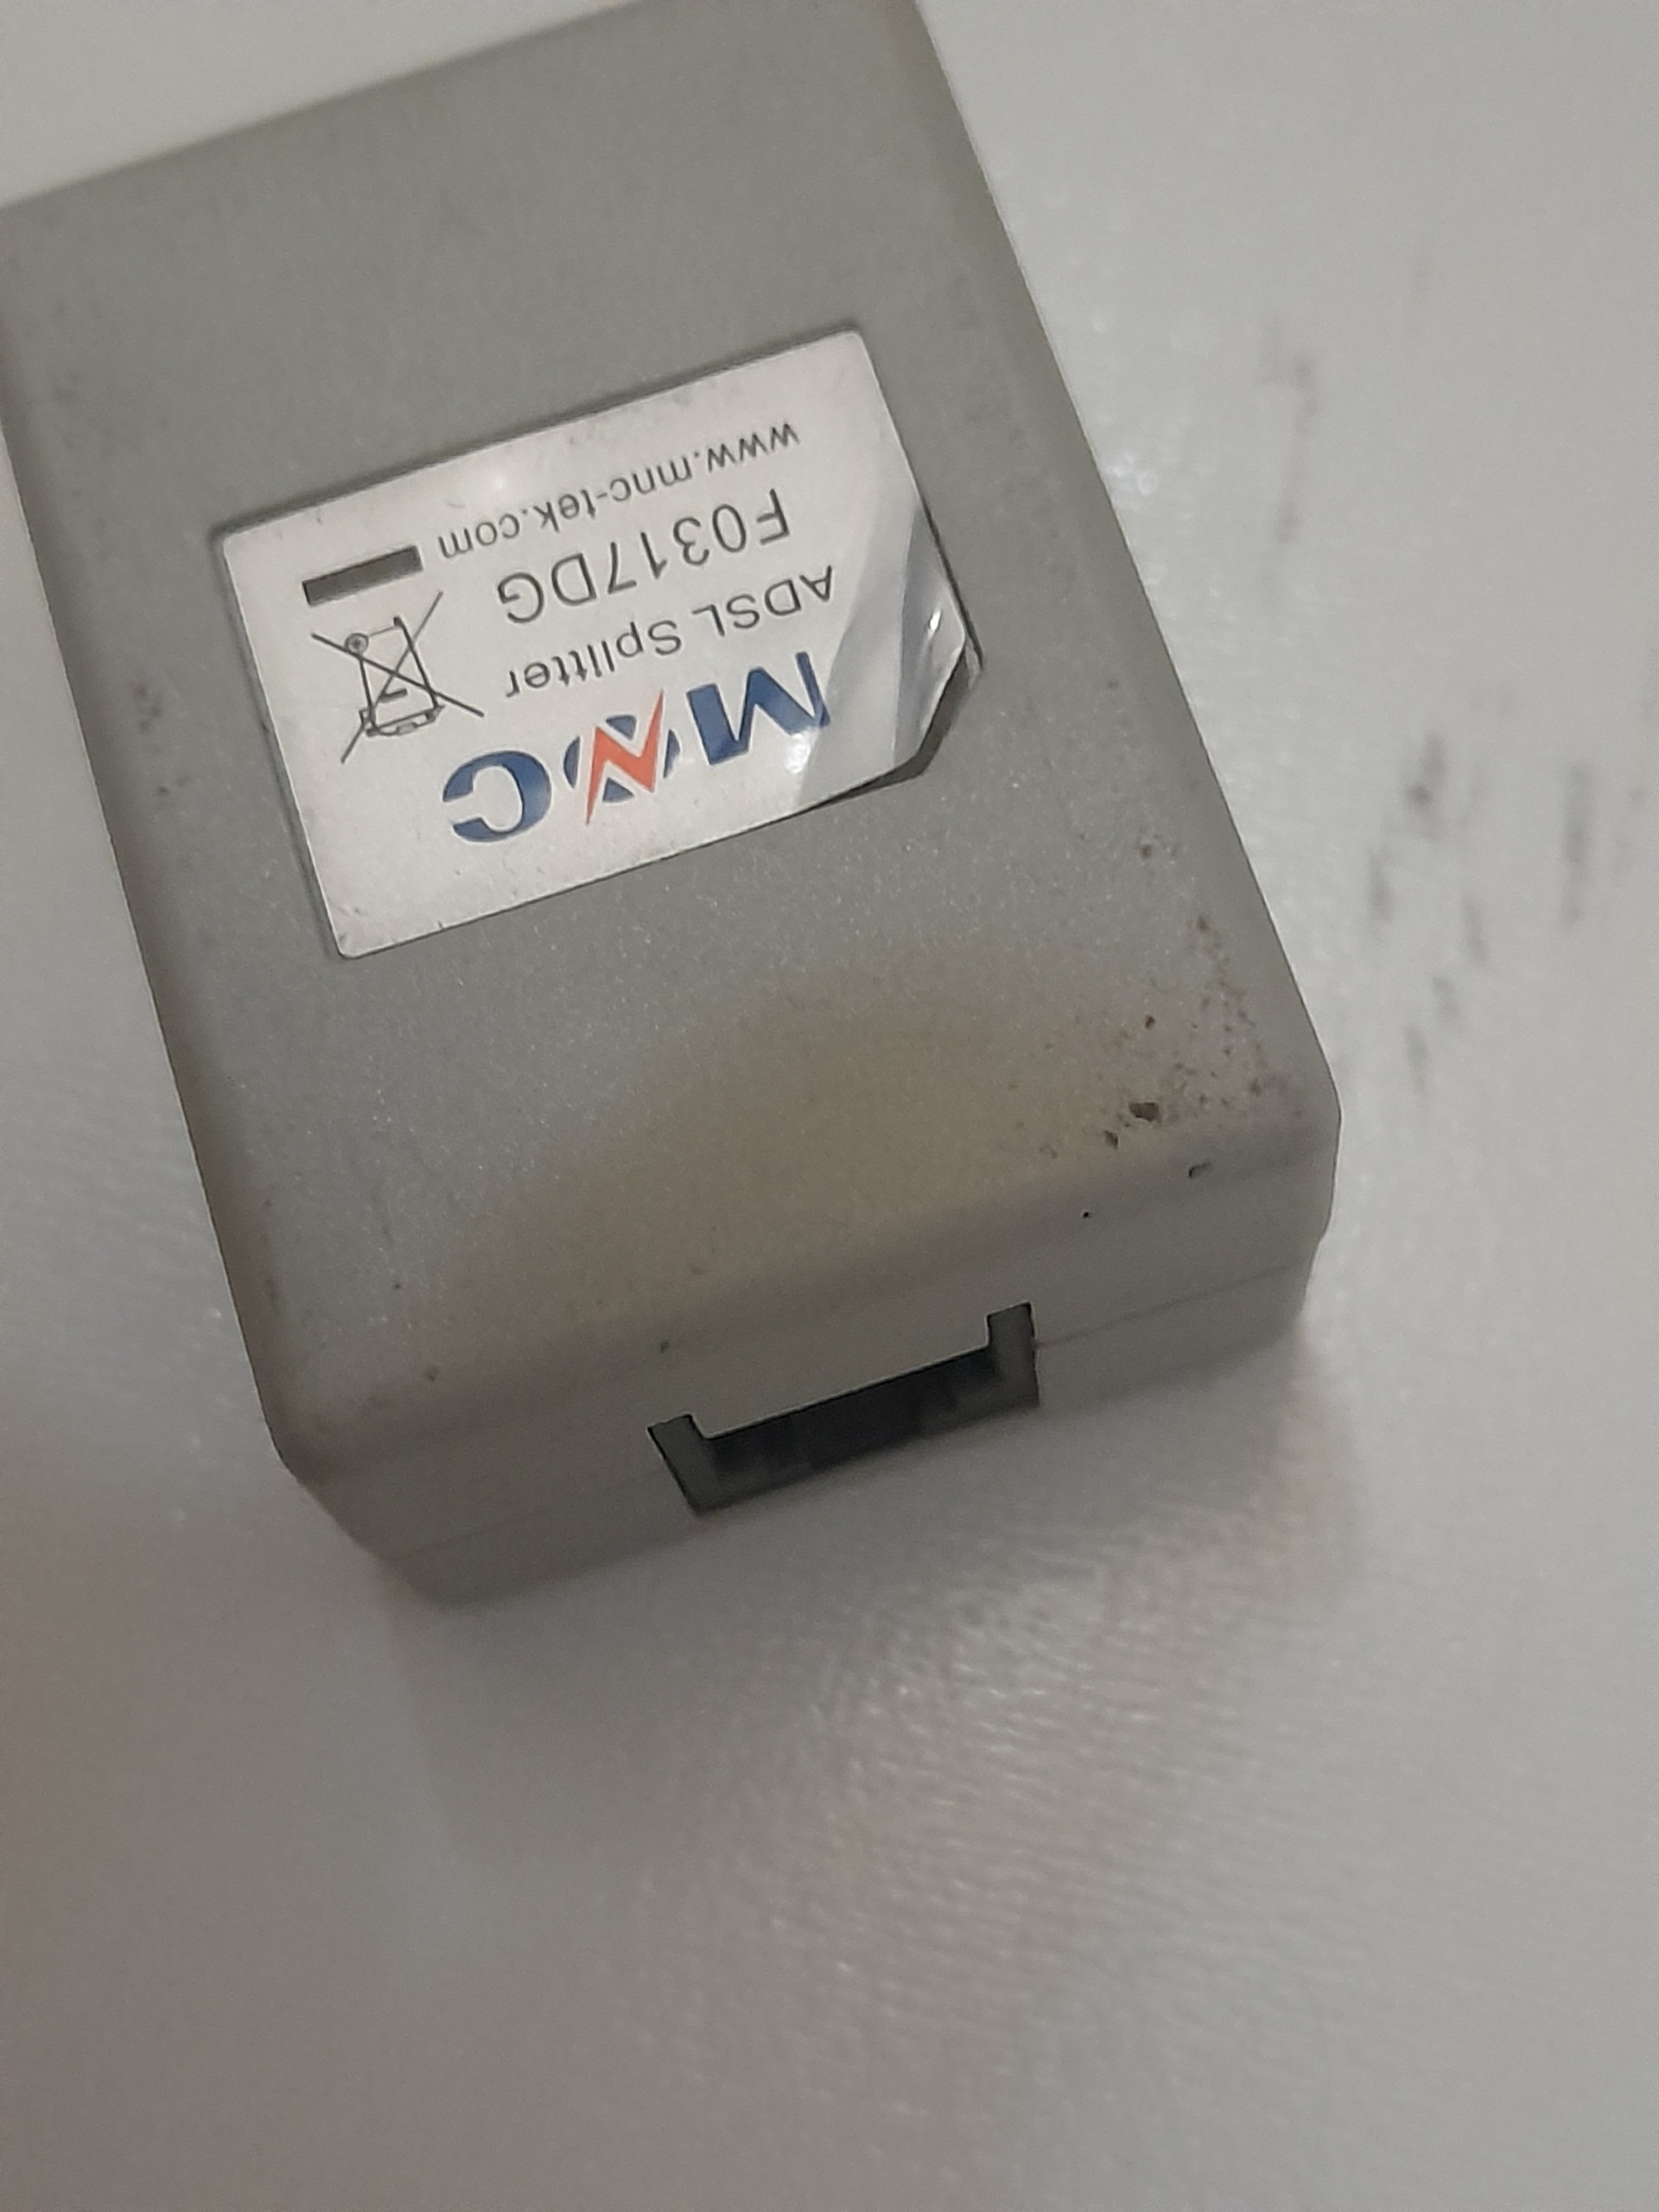 MNC
ADSL Splitter
F0317DG
www.mnc-tek.com